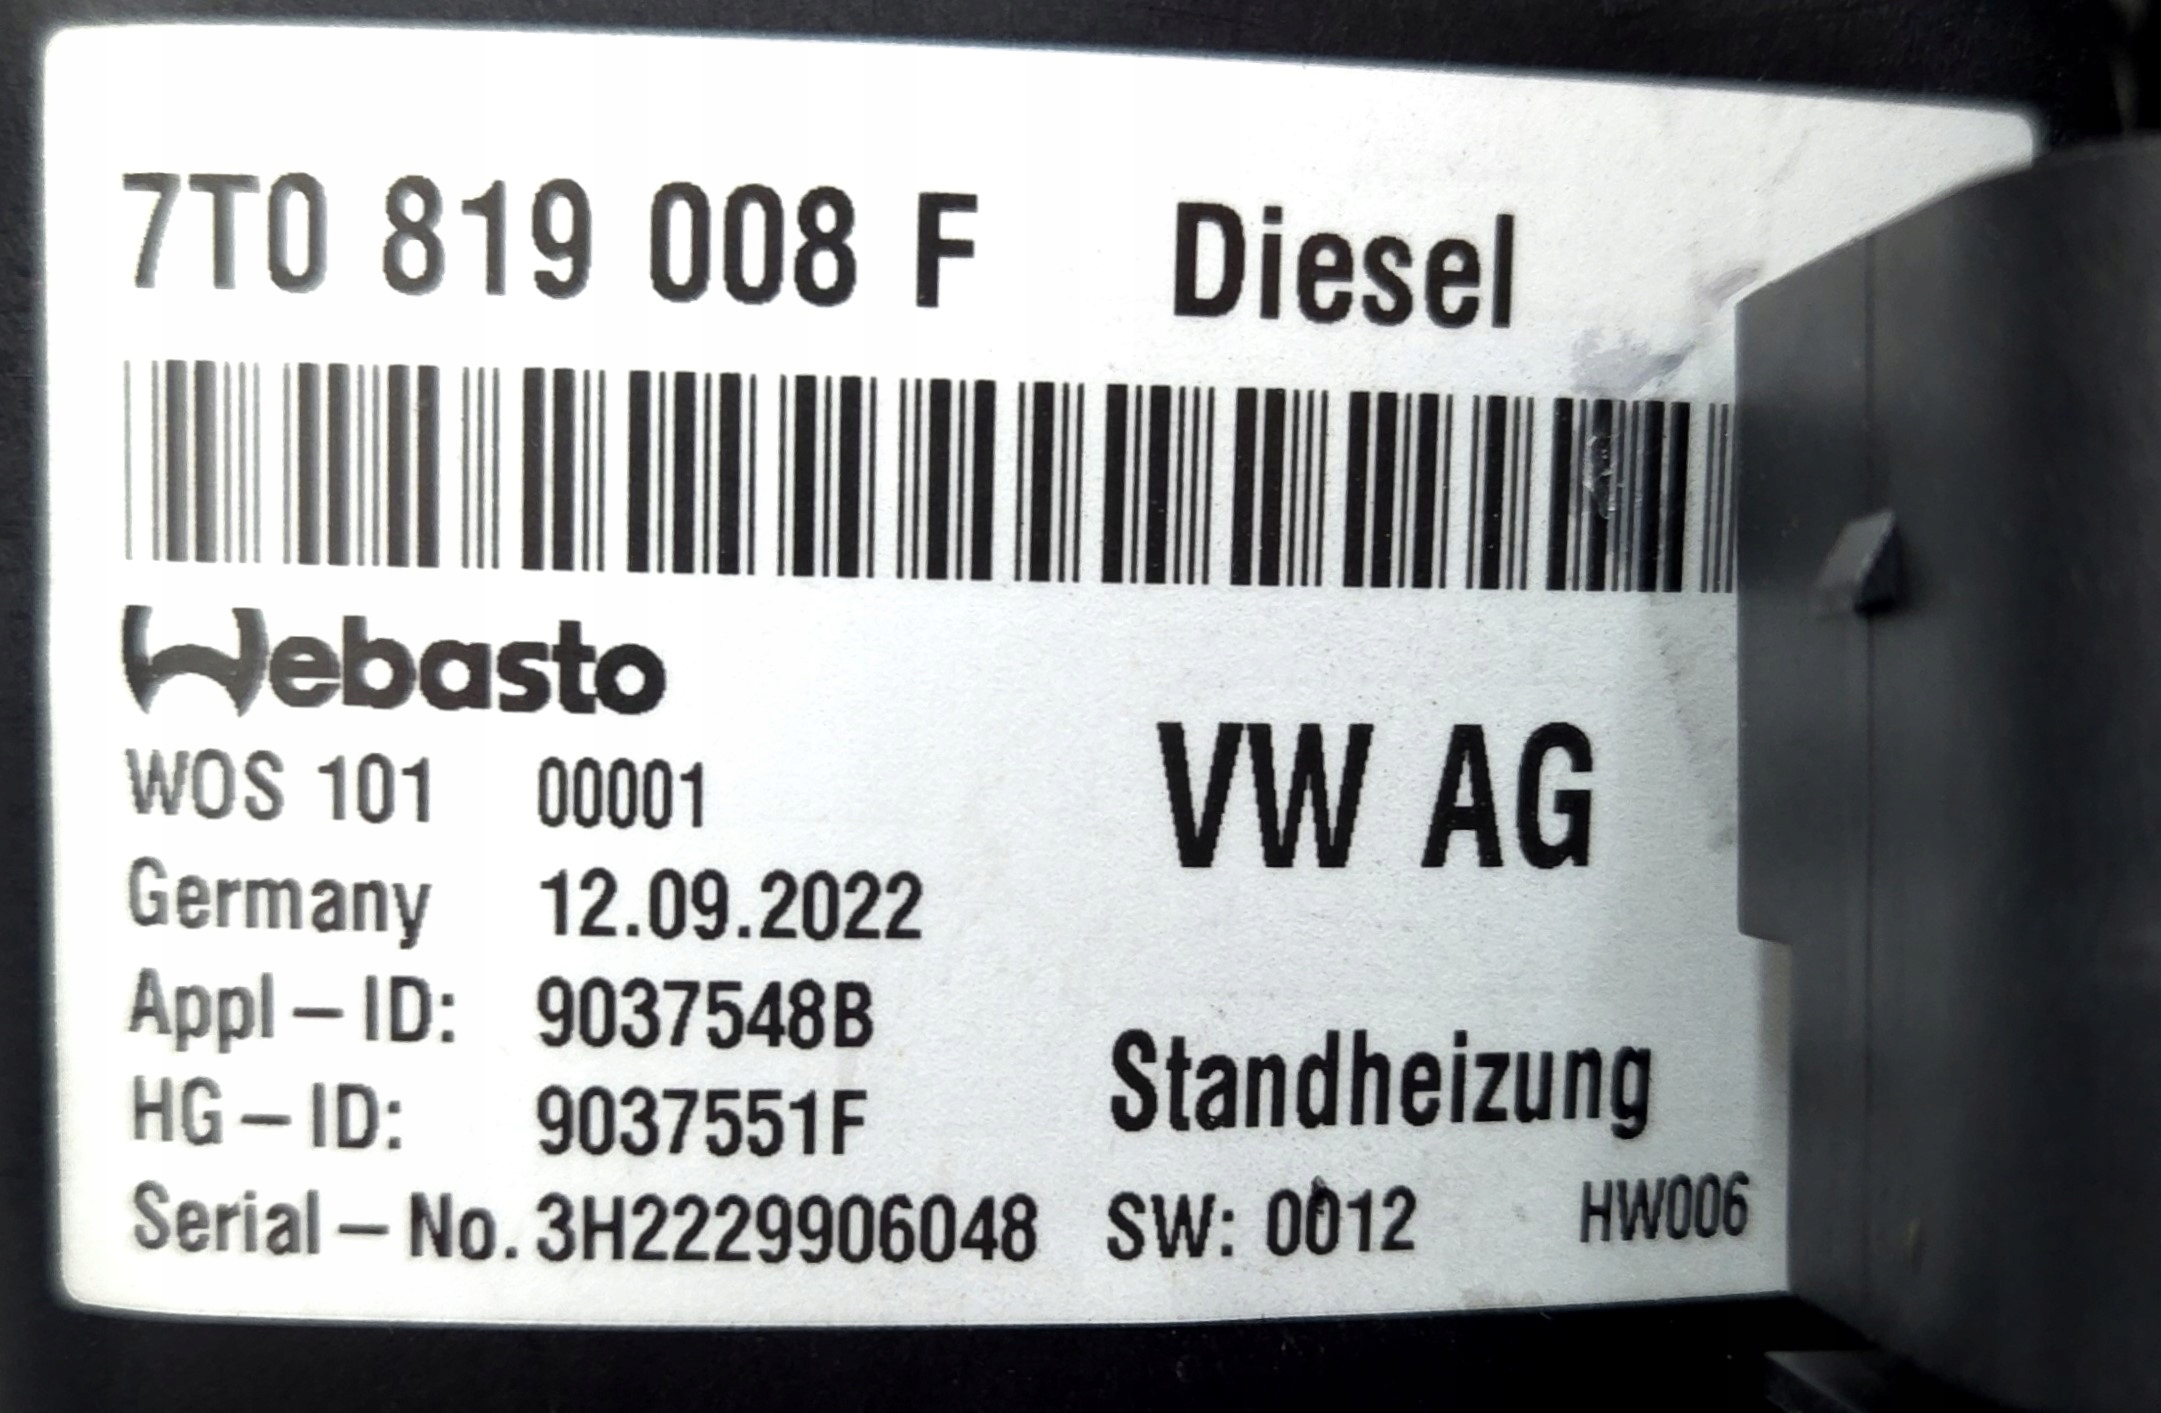 7T0 819 008 F Diesel
Webasto
WOS 101 00001
VW AG
Germany 12.09.2022
Appl-ID: 9037548B
Standheizung
HG-ID: 9037551F
Serial-No. 3H2229906048 SW: 0012 HW006